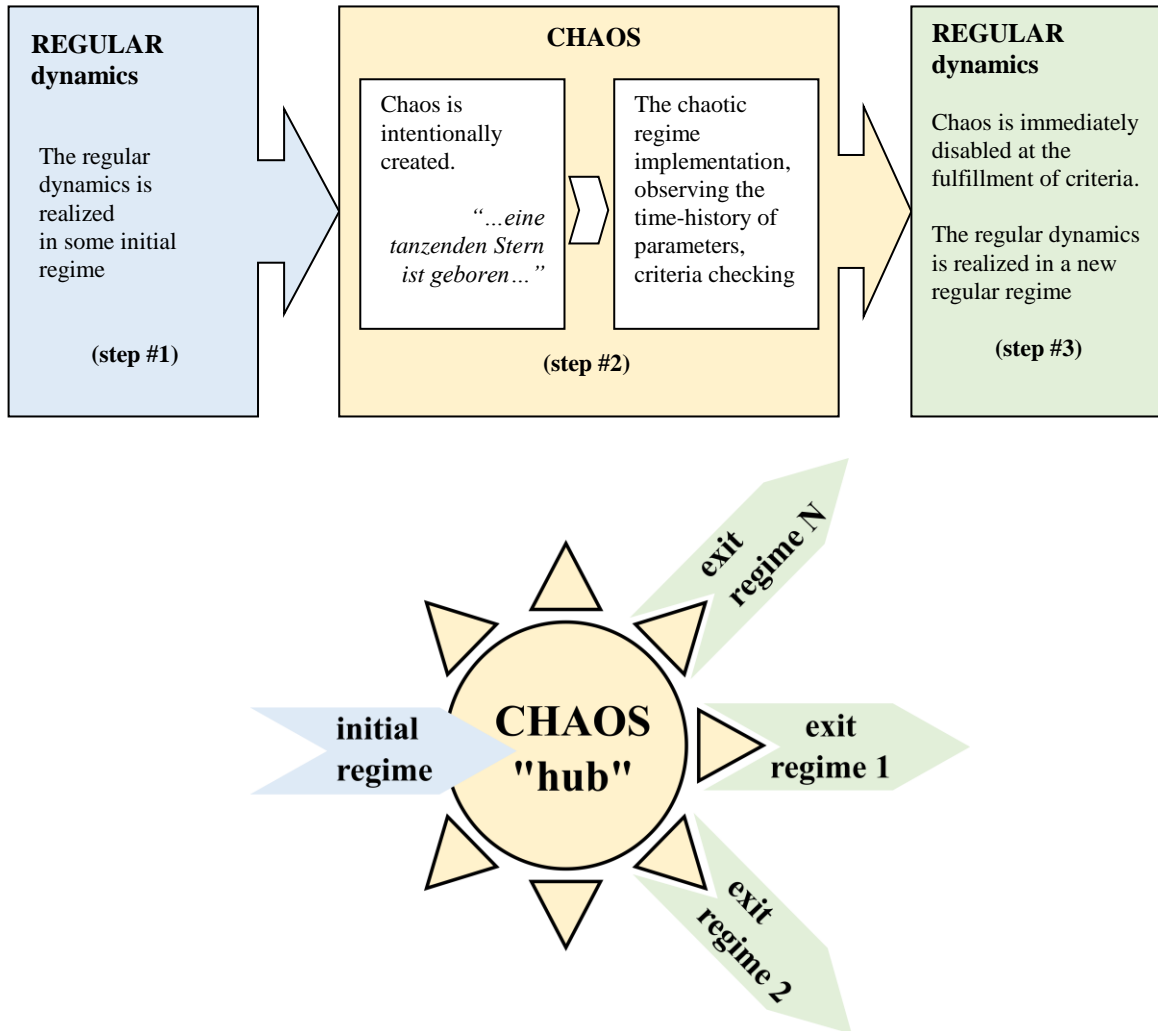 REGULAR
dynamics
The regular
dynamics is
realized
in some initial
regime
(step #1)
CHAOS
Chaos is
intentionally
created.
“…eine
tanzenden Stern
ist geboren…”
The chaotic
regime
implementation,
observing the
time-history of
parameters,
criteria checking
(step #2)
REGULAR
dynamics
Chaos is immediately
disabled at the
fulfillment of criteria.
The regular dynamics
is realized in a new
regular regime
(step #3)
initial
regime
CHAOS
"hub"
exit
regime N
exit
regime 1
exit
regime 2